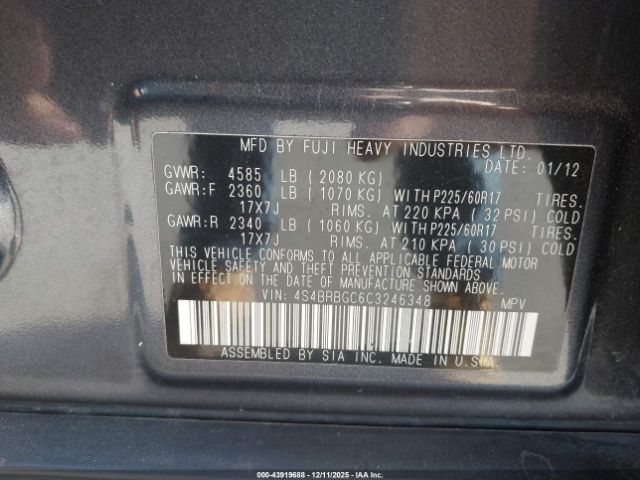 MFD BY FUJI HEAVY INDUSTRIES LTD.
DATE: 01/12
GVWR: 4585 LB ( 2080 KG)
GAWR:F 2360 LB ( 1070 KG) WITH P225/60R17 TIRES.
17X7J RIMS. AT 220 KPA ( 32 PSI) COLD
GAWR:R 2340 LB ( 1060 KG) WITH P225/60R17 TIRES.
17X7J RIMS. AT 210 KPA ( 30 PSI) COLD
THIS VEHICLE CONFORMS TO ALL APPLICABLE FEDERAL MOTOR
VEHICLE SAFETY AND THEFT PREVENTION STANDARDS
IN EFFECT ON THE DATE OF MANUFACTURE SHOWN ABOVE.
VIN: 4S4BRBGC6C3246348 MPV
ASSEMBLED BY SIA INC. MADE IN U.S.A.
000-43919688 - 12/11/2025 - IAAI.COM